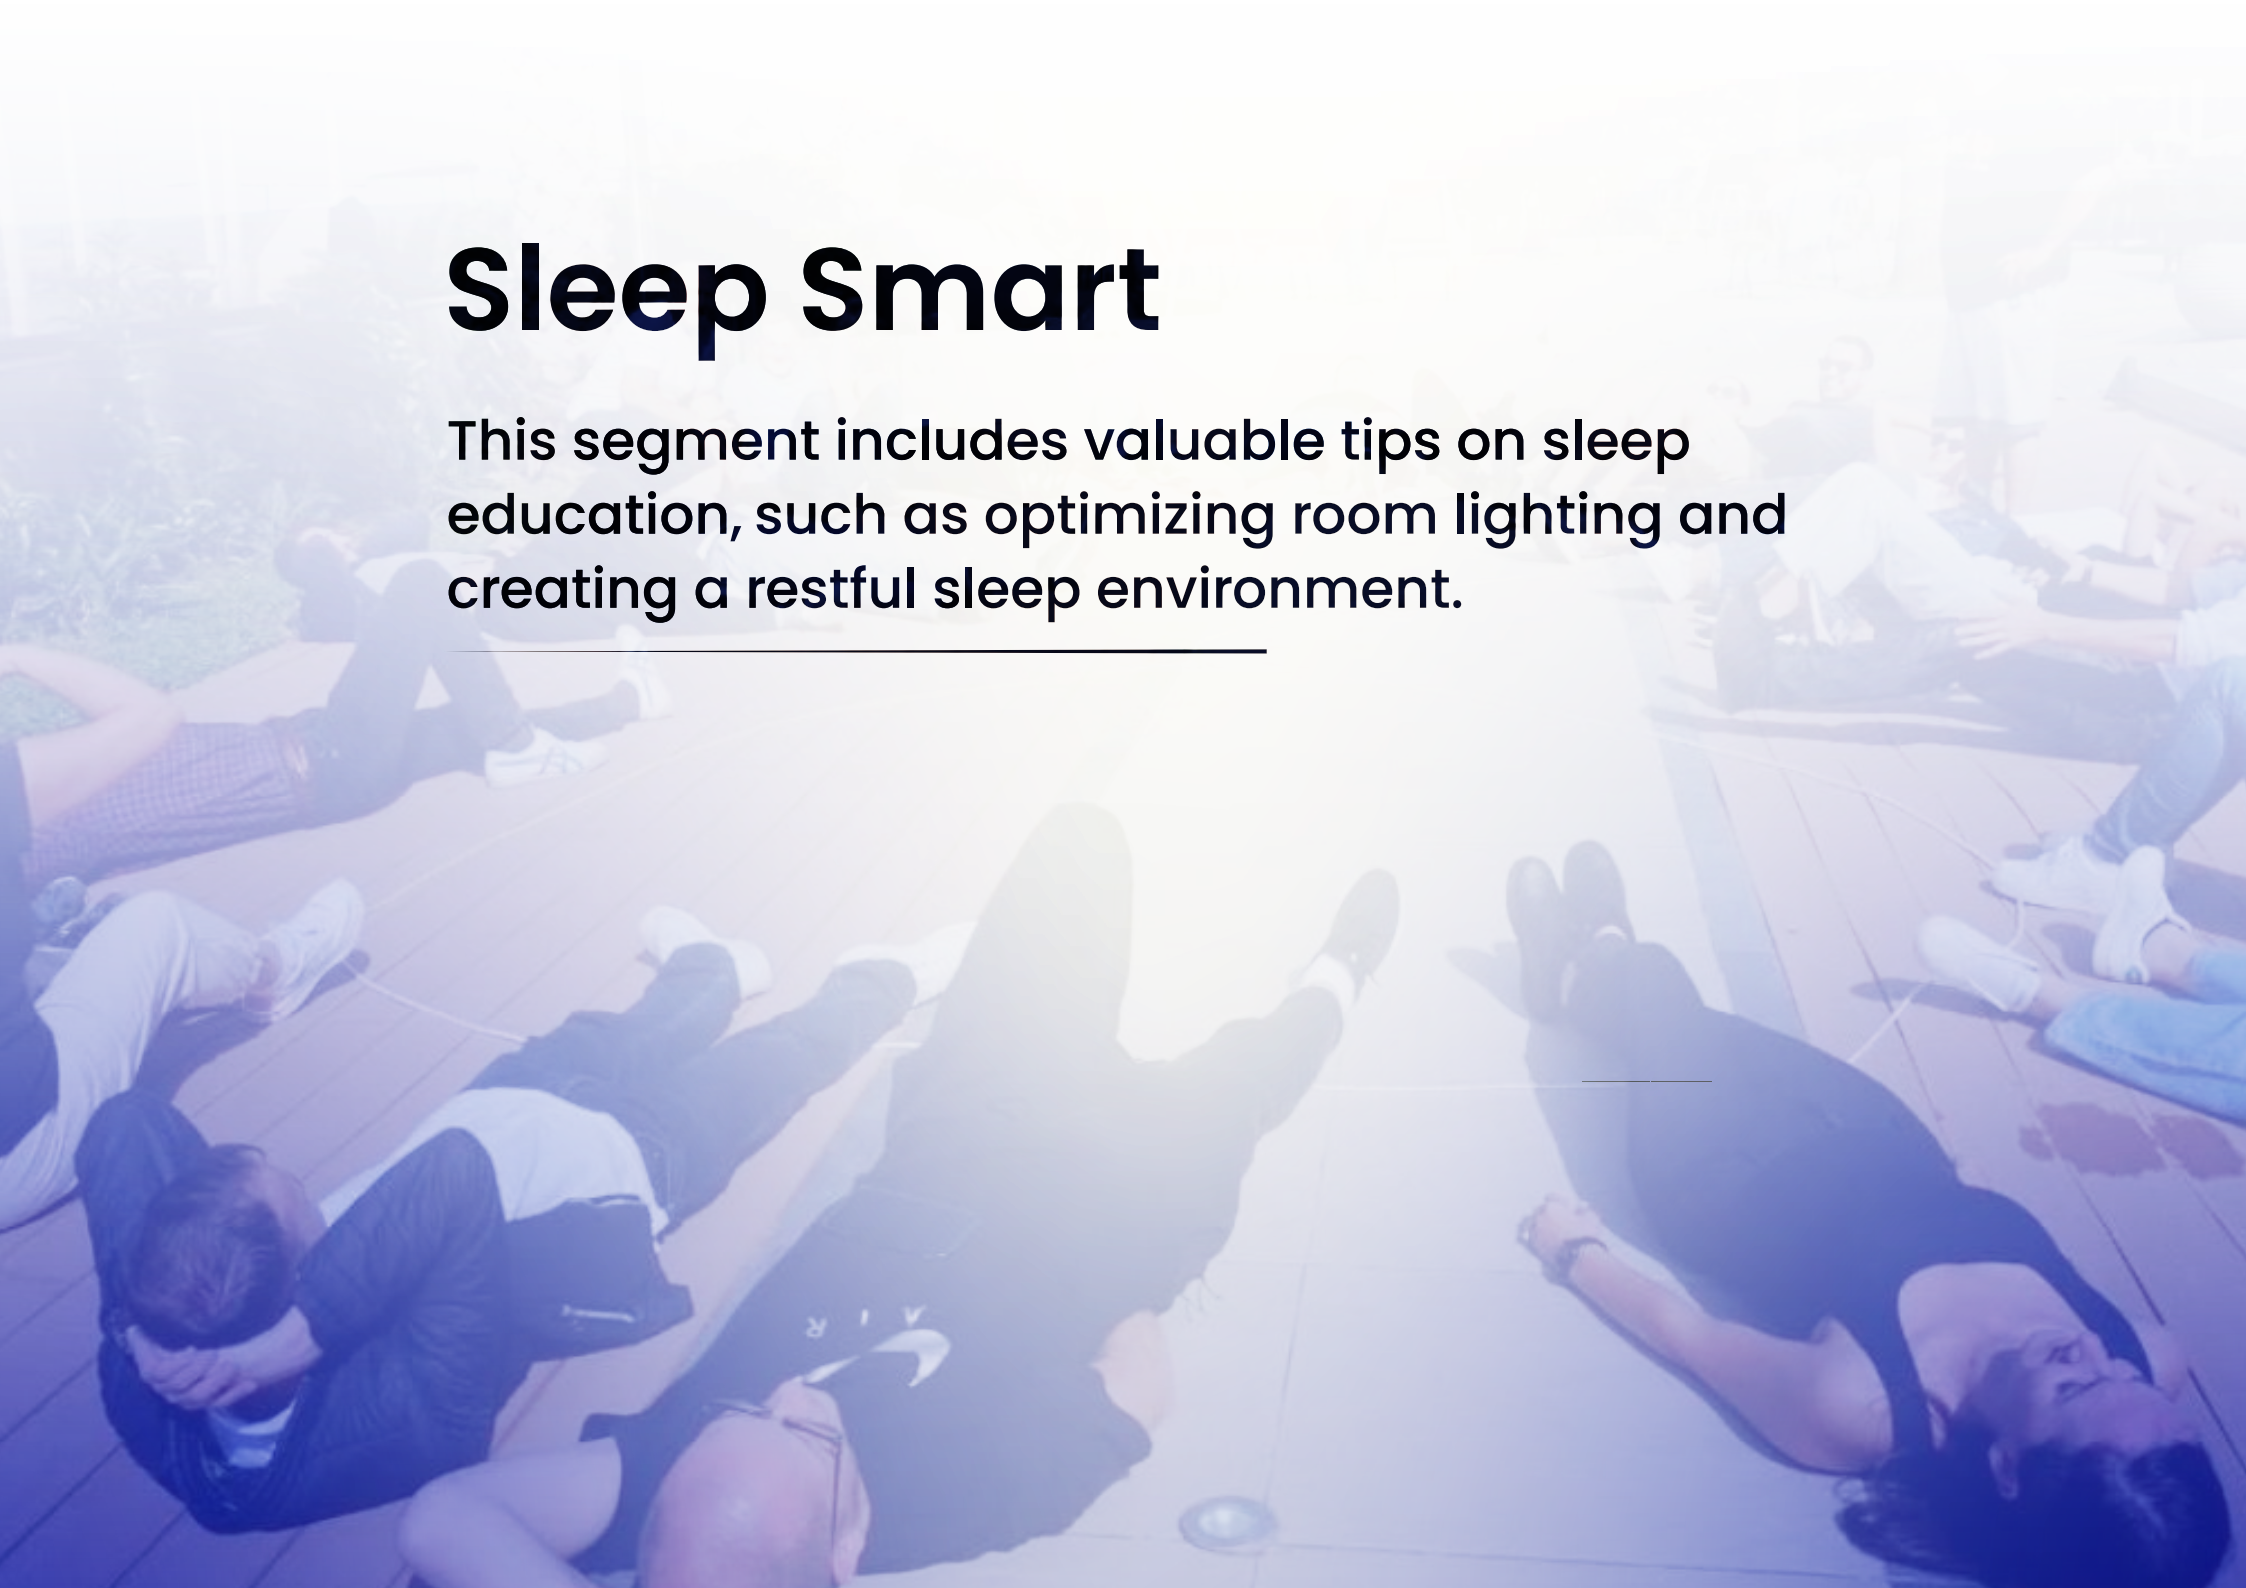 Sleep Smart
This segment includes valuable tips on sleep
education, such as optimizing room lighting and
creating a restful sleep environment.
AIR